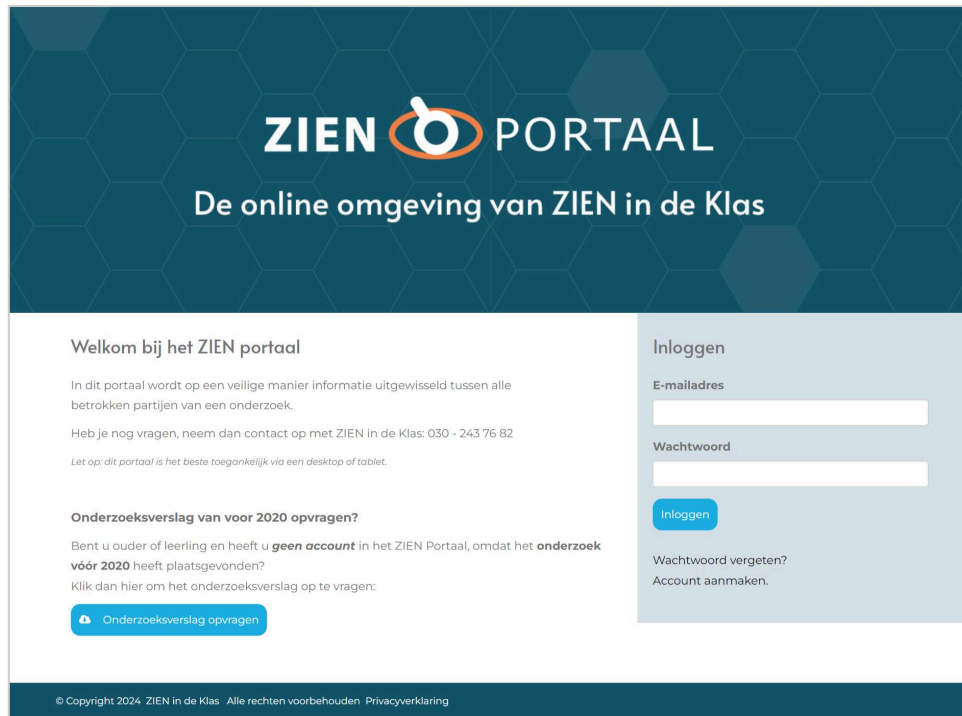 ZIEN PORTAAL
De online omgeving van ZIEN in de Klas
Welkom bij het ZIEN portaal
In dit portaal wordt op een veilige manier informatie uitgewisseld tussen alle
betrokken partijen van een onderzoek.
Heb je nog vragen, neem dan contact op met ZIEN in de Klas: 030 - 243 76 82
Let op: dit portaal is het beste toegankelijk via een desktop of tablet.
Onderzoeksverslag van voor 2020 opvragen?
Bent u ouder of leerling en heeft u geen account in het ZIEN Portaal, omdat het onderzoek
vóór 2020 heeft plaatsgevonden?
Klik dan hier om het onderzoeksverslag op te vragen:
Onderzoeksverslag opvragen
Inloggen
E-mailadres
Wachtwoord
Inloggen
Wachtwoord vergeten?
Account aanmaken.
© Copyright 2024 ZIEN in de Klas Alle rechten voorbehouden Privacyverklaring